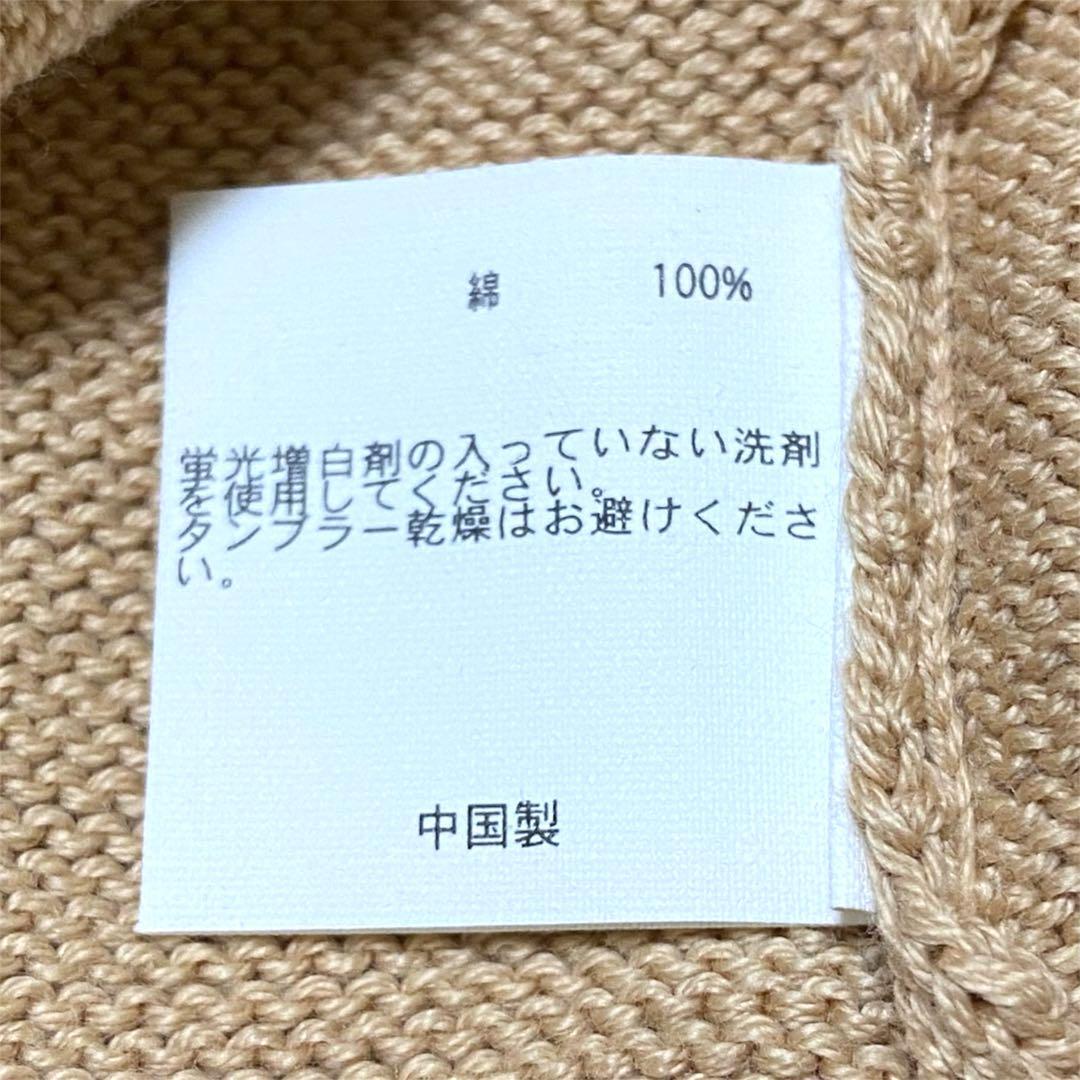 綿 100%
蛍光増白剤の入っていない洗剤
を使用してください。
タンブラー乾燥はお避けくださ
い。
中国製